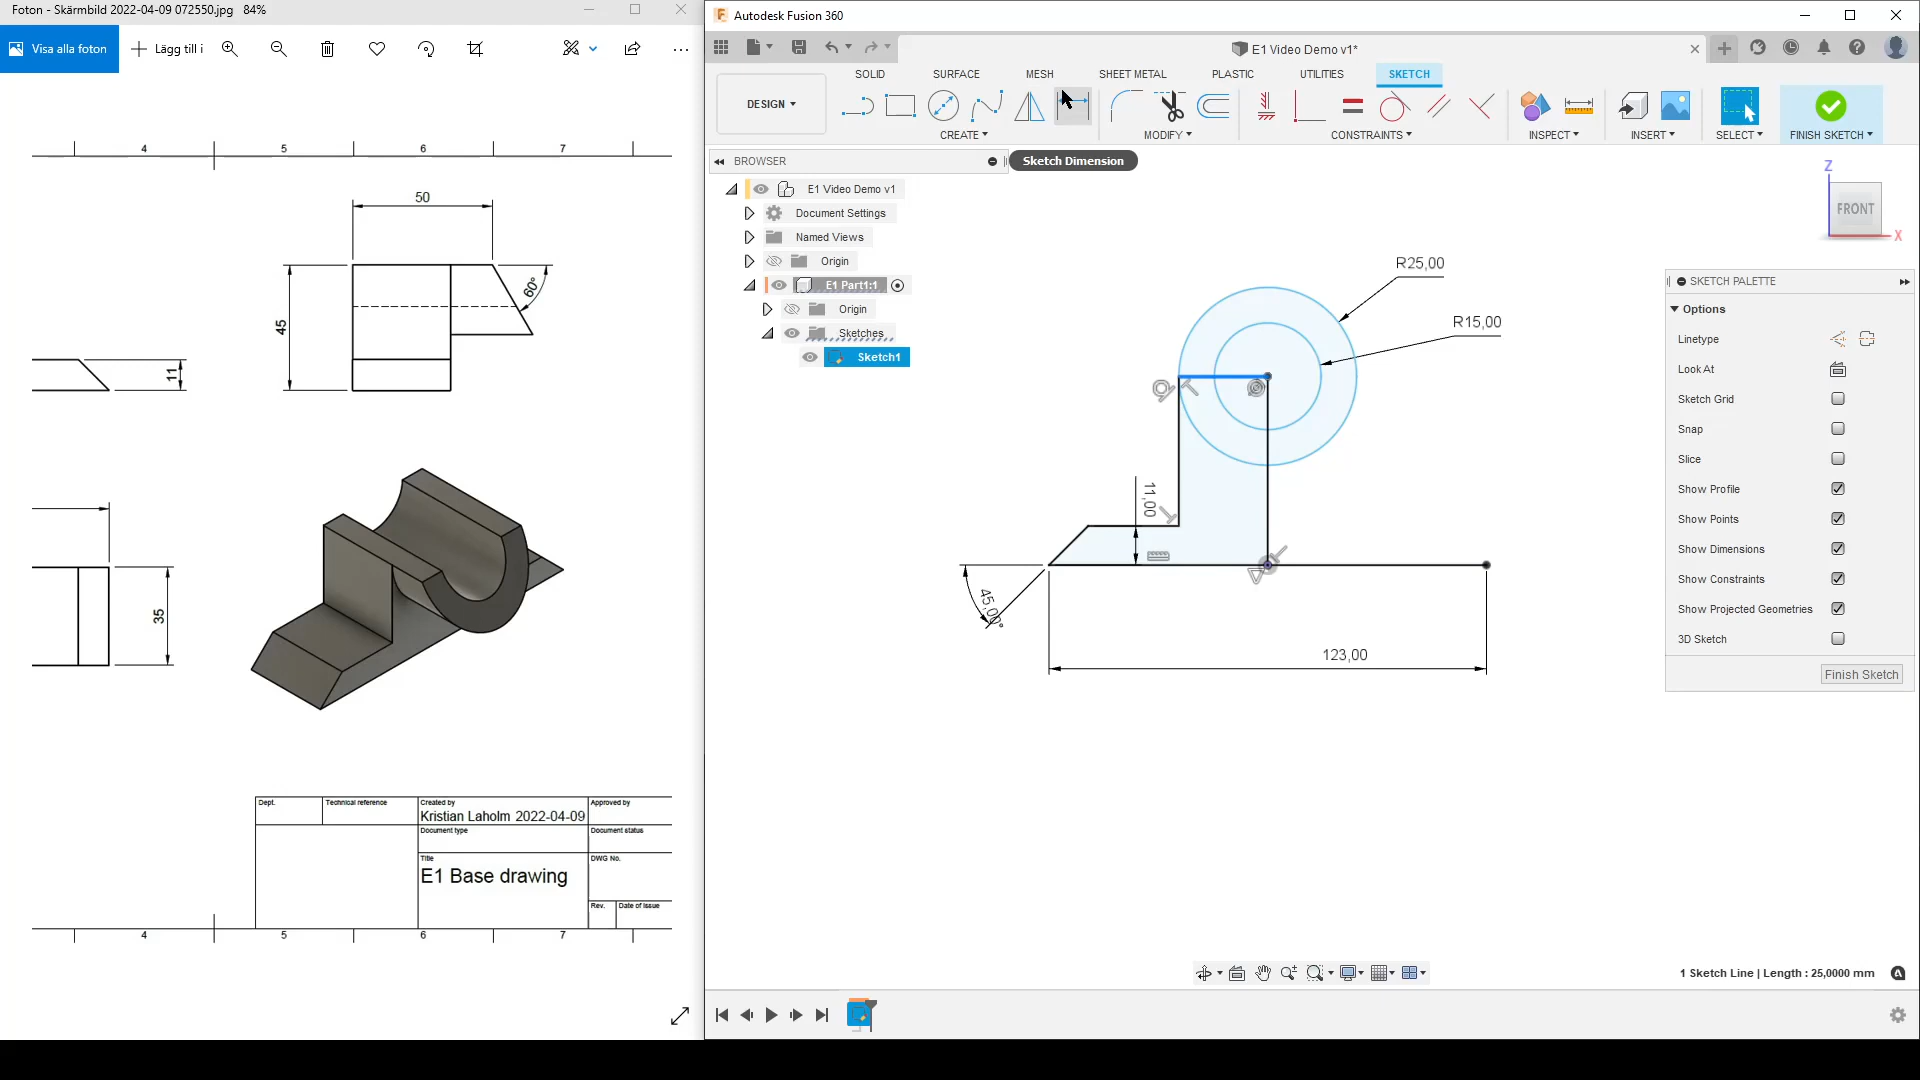 Foton - Skärmbild 2022-04-09 072550.jpg   84%
Visa alla foton
Lägg till i
4 5 6 7
50
60°
45
11
35
Dept.
Technical reference
Created by
Kristian Laholm 2022-04-09
Approved by
Document type
Document status
Title
E1 Base drawing
DWG No.
Rev.
Date of issue
4 5 6 7
Autodesk Fusion 360
E1 Video Demo v1*
SOLID SURFACE MESH SHEET METAL PLASTIC UTILITIES SKETCH
DESIGN
CREATE MODIFY CONSTRAINTS INSPECT INSERT SELECT FINISH SKETCH
BROWSER
Sketch Dimension
E1 Video Demo v1
Document Settings
Named Views
Origin
E1 Part1:1
Origin
Sketches
Sketch1
Z
FRONT
X
R25,00
R15,00
11,00
45,00°
123,00
SKETCH PALETTE
Options
Linetype
Look At
Sketch Grid
Snap
Slice
Show Profile
Show Points
Show Dimensions
Show Constraints
Show Projected Geometries
3D Sketch
Finish Sketch
1 Sketch Line | Length : 25,0000 mm